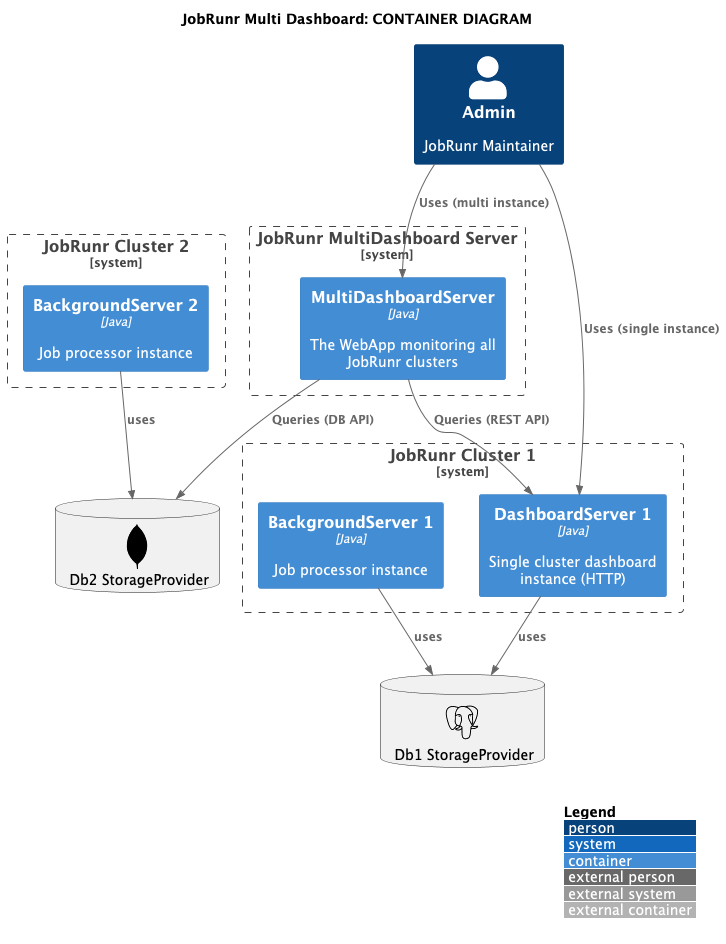 JobRunr Multi Dashboard: CONTAINER DIAGRAM
Admin
JobRunr Maintainer
Uses (multi instance)
JobRunr Cluster 2
[system]
BackgroundServer 2
[Java]
Job processor instance
JobRunr MultiDashboard Server
[system]
MultiDashboardServer
[Java]
The WebApp monitoring all
JobRunr clusters
Uses (single instance)
uses
Queries (DB API)
Queries (REST API)
JobRunr Cluster 1
[system]
BackgroundServer 1
[Java]
Job processor instance
DashboardServer 1
[Java]
Single cluster dashboard
instance (HTTP)
Db2 StorageProvider
uses
uses
Db1 StorageProvider
Legend
person
system
container
external person
external system
external container